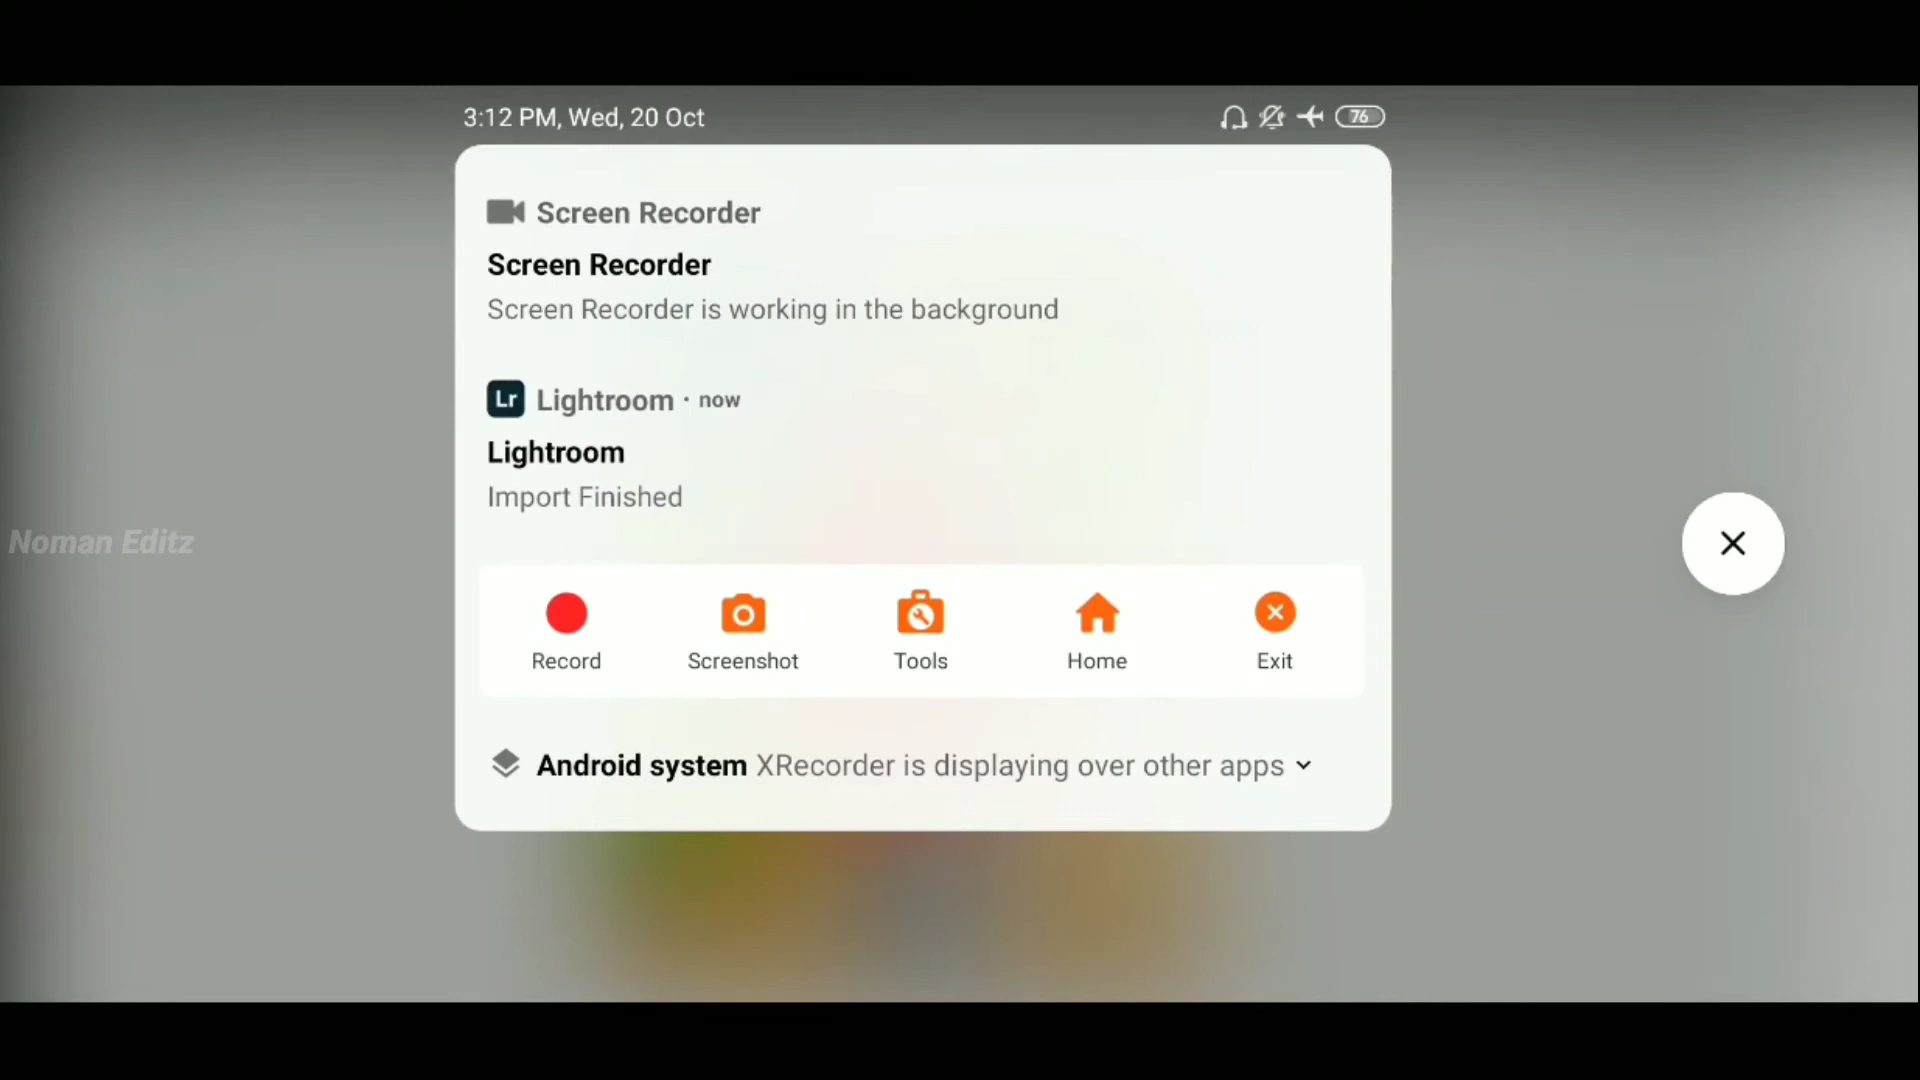 3:12 PM, Wed, 20 Oct
76
Screen Recorder
Screen Recorder
Screen Recorder is working in the background
Lr Lightroom • now
Lightroom
Import Finished
Noman Editz
Record Screenshot Tools Home Exit
Android system XRecorder is displaying over other apps